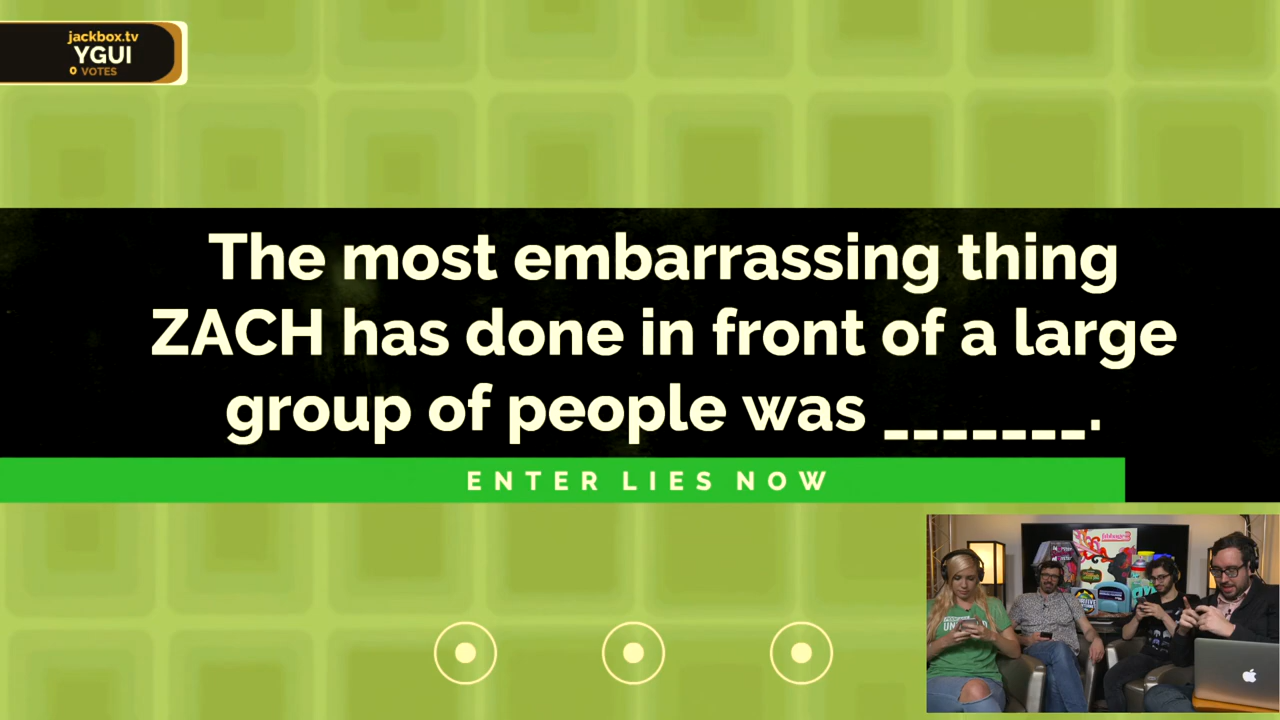 jackbox.tv
YGUI
0 VOTES
The most embarrassing thing
ZACH has done in front of a large
group of people was _______.
ENTER LIES NOW